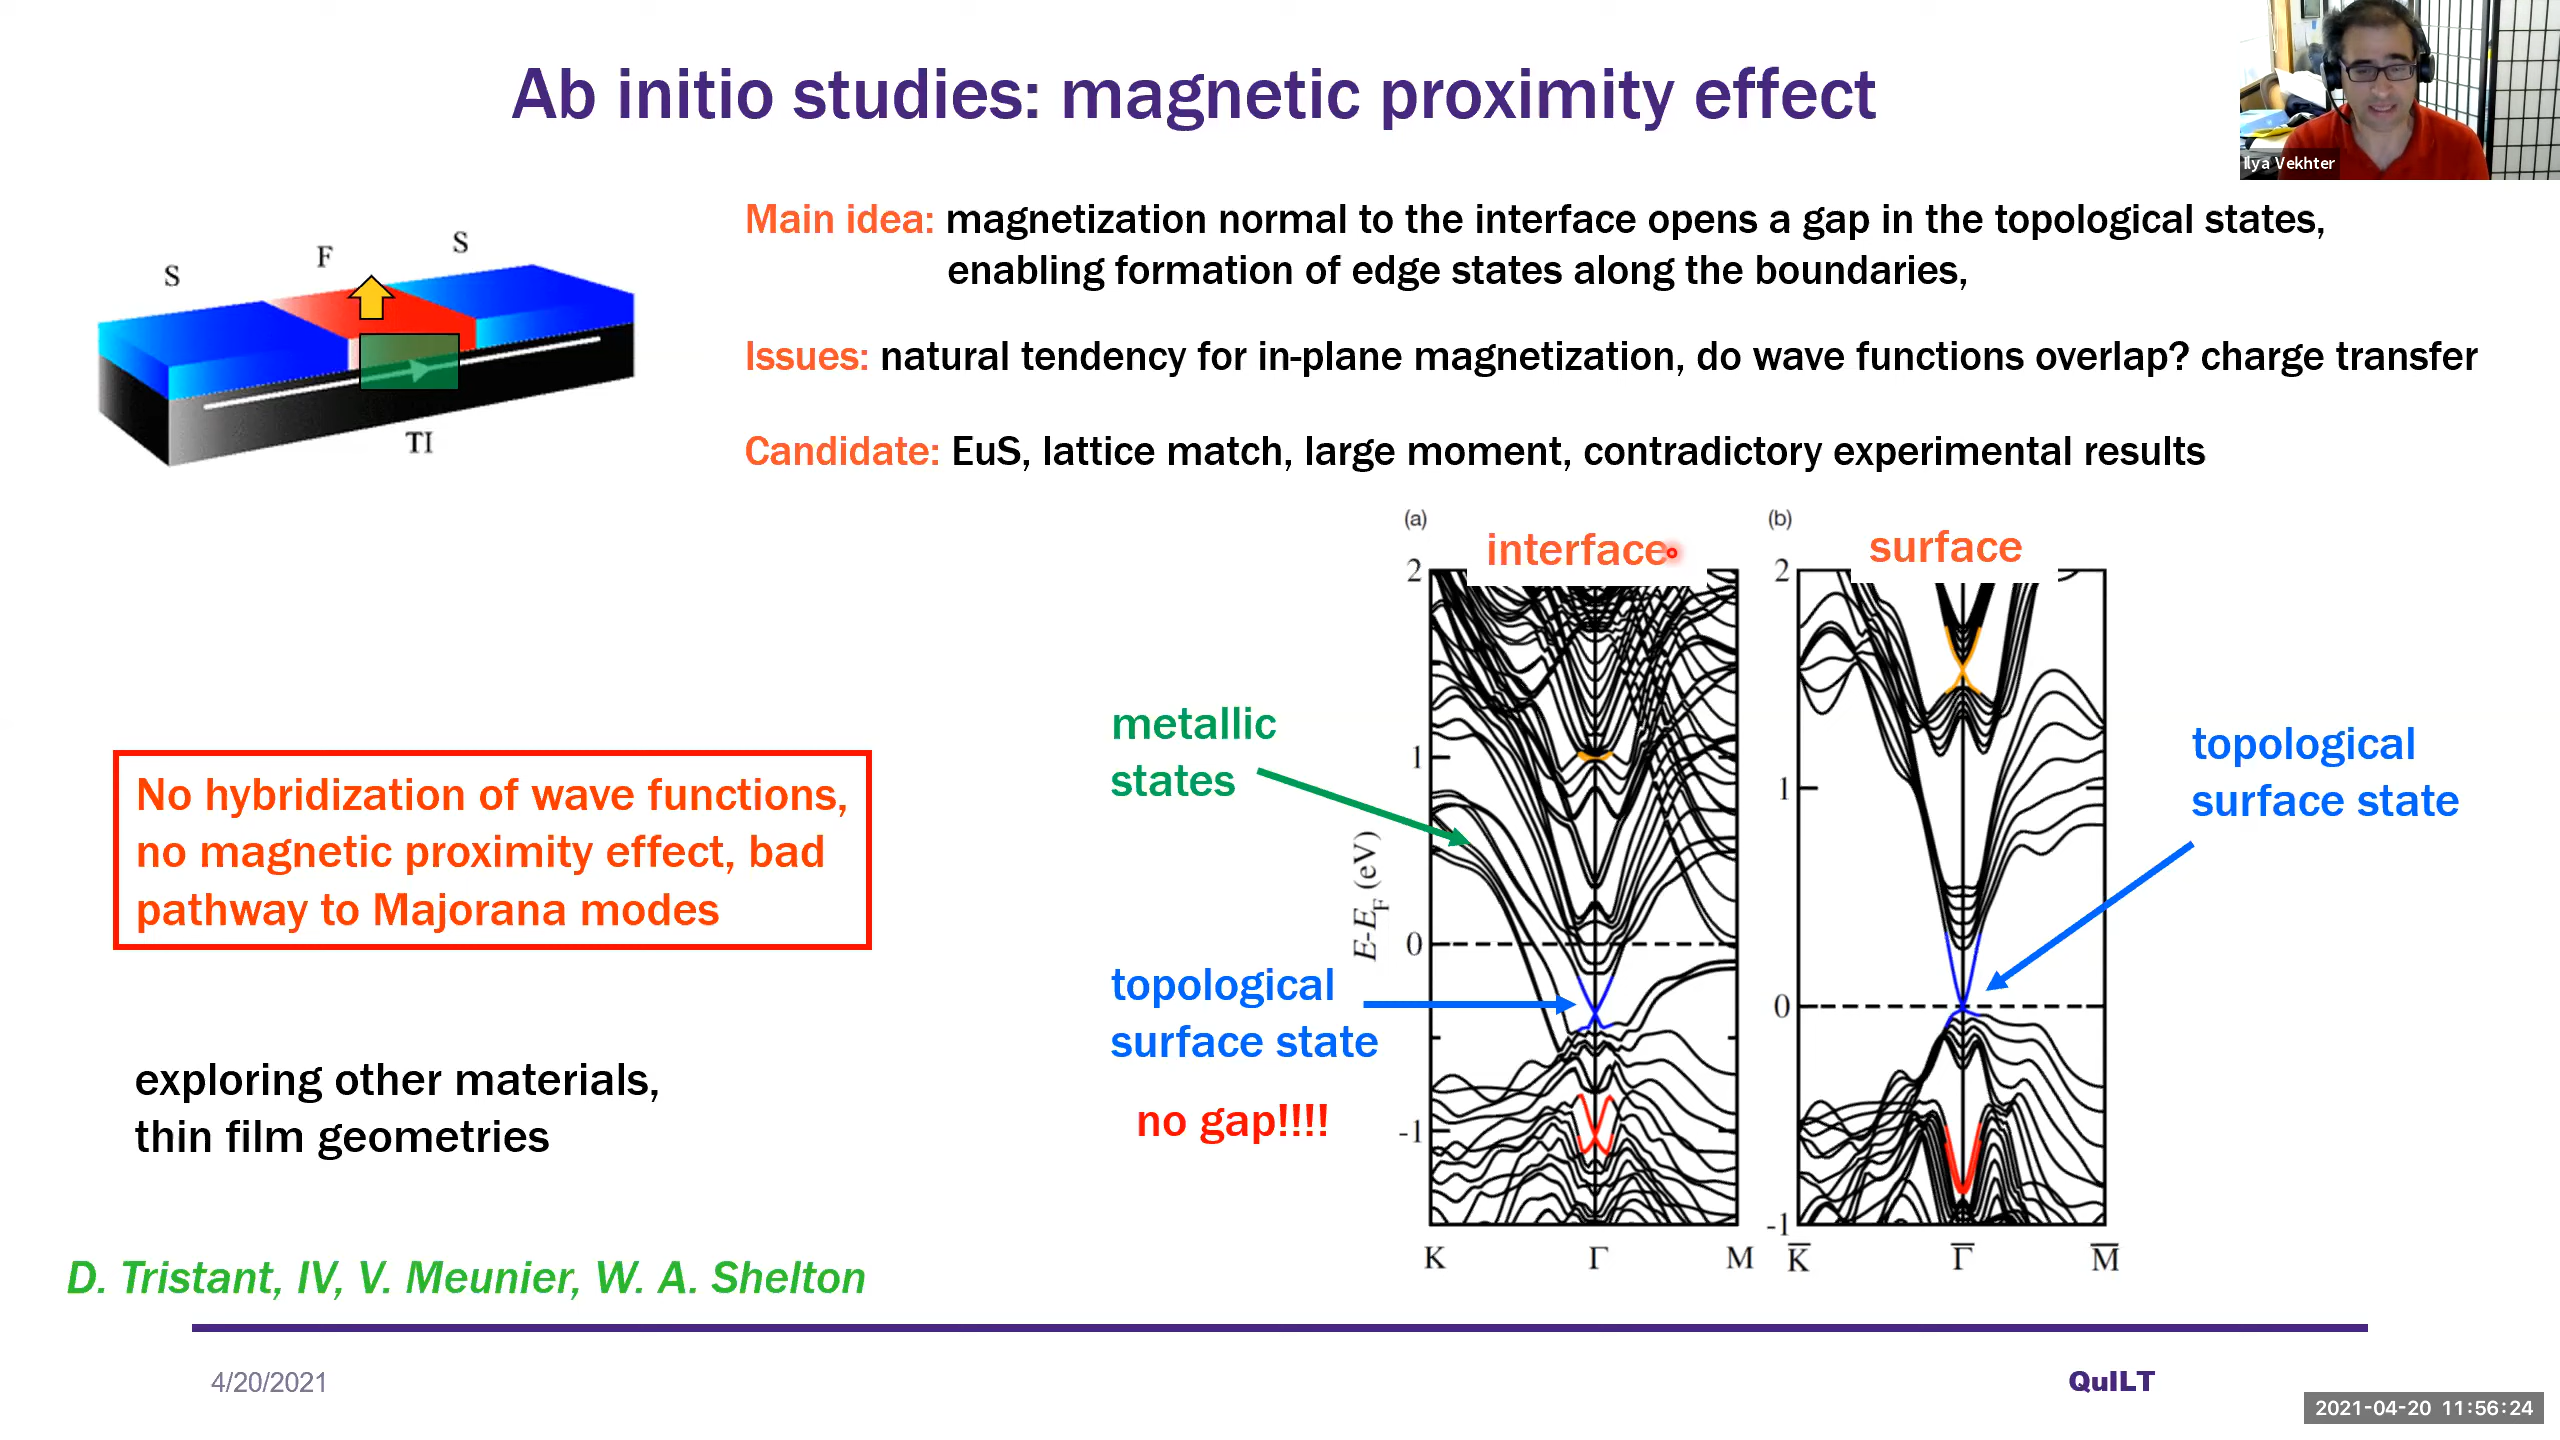 Ab initio studies: magnetic proximity effect
Ilya Vekhter
Main idea: magnetization normal to the interface opens a gap in the topological states,
enabling formation of edge states along the boundaries,
Issues: natural tendency for in-plane magnetization, do wave functions overlap? charge transfer
Candidate: EuS, lattice match, large moment, contradictory experimental results
S
F
S
TI
No hybridization of wave functions,
no magnetic proximity effect, bad
pathway to Majorana modes
exploring other materials,
thin film geometries
D. Tristant, IV, V. Meunier, W. A. Shelton
metallic
states
topological
surface state
no gap!!!!
(a)
interface
2
1
0
-1
E-E_F (eV)
K
Γ
M
(b)
surface
2
1
0
-1
K̅
Γ̅
M̅
topological
surface state
4/20/2021
QuILT
2021-04-20 11:56:24